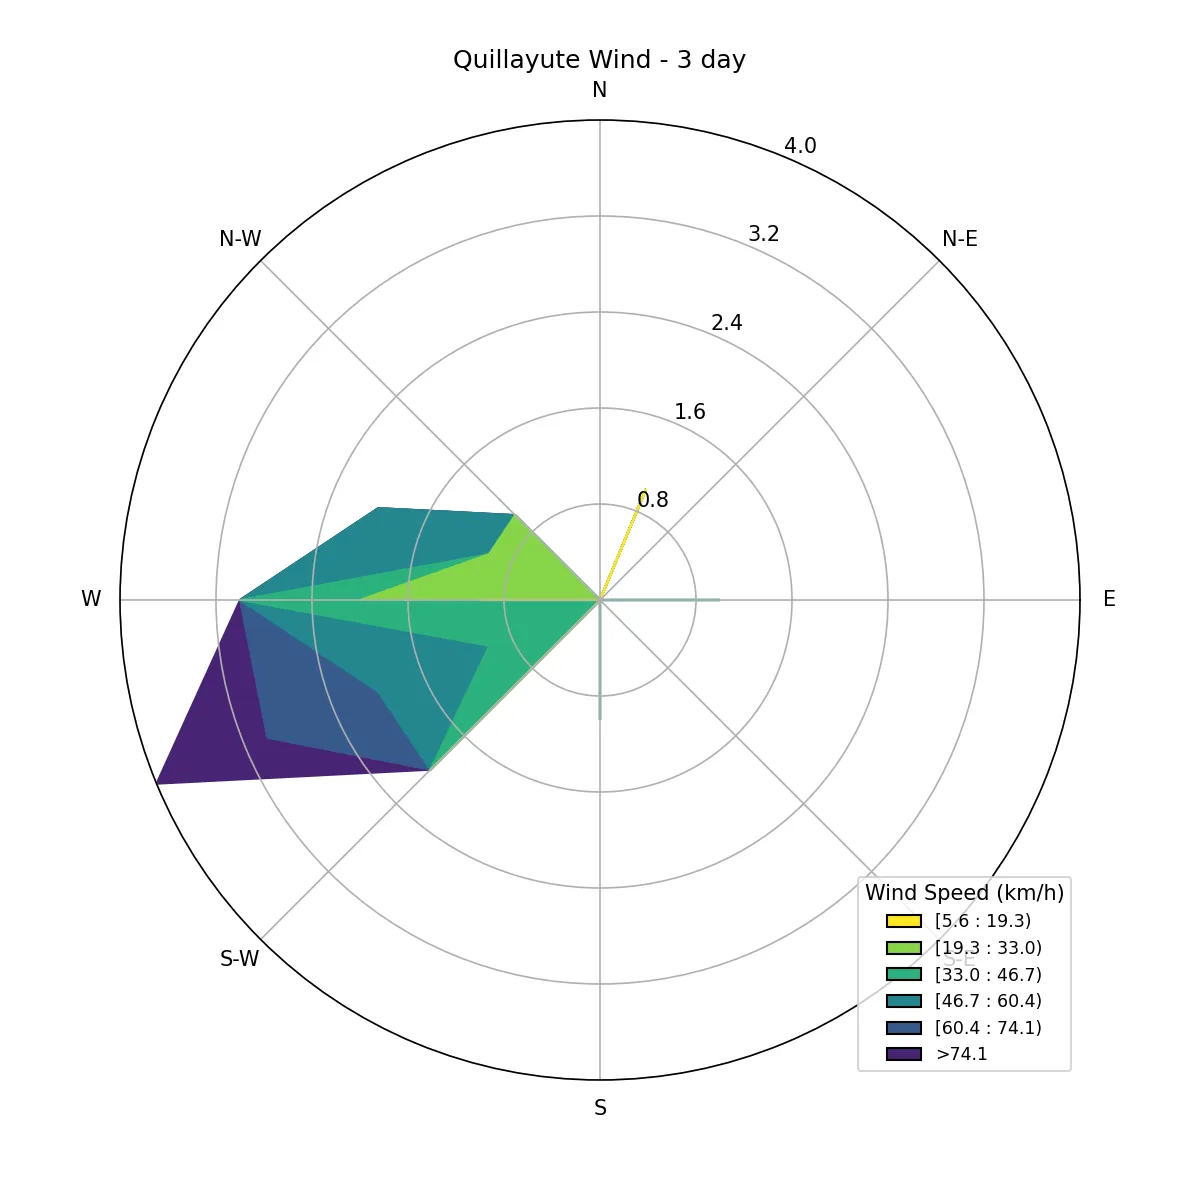 Quillayute Wind - 3 day
N
4.0
N-W
3.2
N-E
2.4
1.6
0.8
W
E
Wind Speed (km/h)
[5.6 : 19.3)
[19.3 : 33.0)
S-W
S-E
[33.0 : 46.7)
[46.7 : 60.4)
[60.4 : 74.1)
>74.1
S